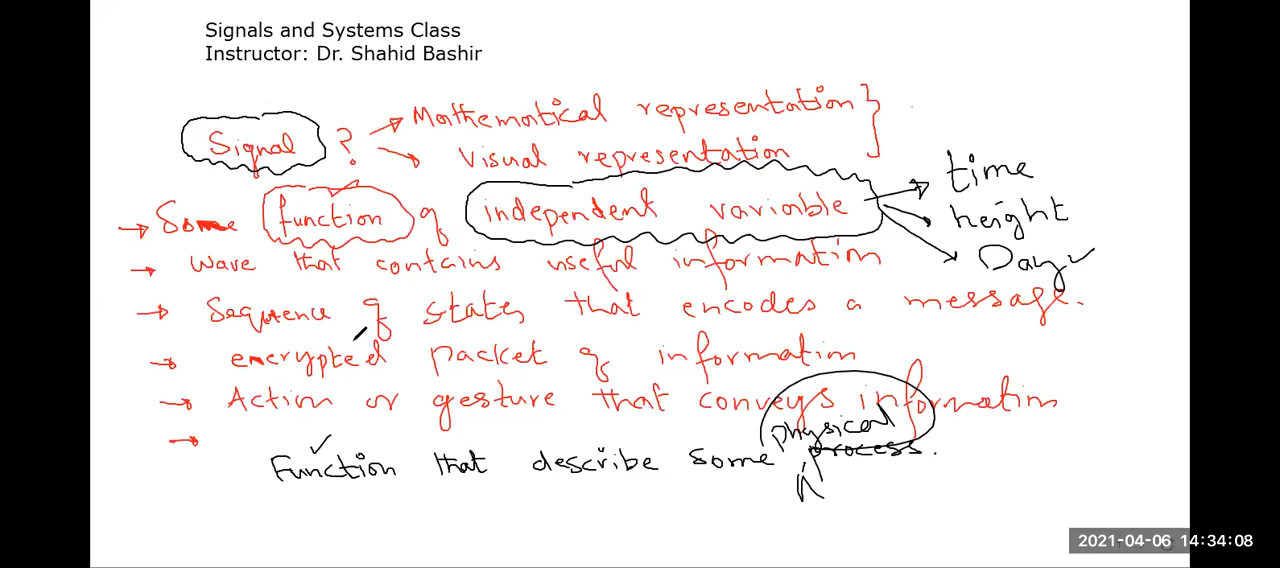 Signals and Systems Class
Instructor: Dr. Shahid Bashir
Signal ? → Mathematical representation }
→ Visual representation
→ Some function of independent variable → time
→ height
→ Day ✓
→ Wave that contains useful information
→ Sequence of states that encodes a message.
→ encrypted packet of information
→ Action or gesture that conveys information
→
physical
Function that describe some process.
2021-04-06 14:34:08